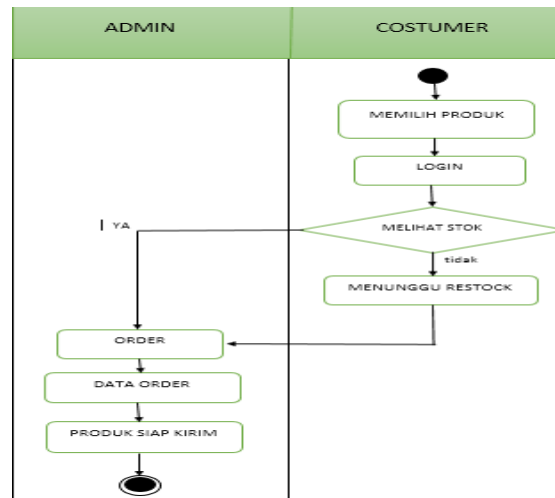 ADMIN
COSTUMER
MEMILIH PRODUK
LOGIN
MELIHAT STOK
YA
tidak
MENUNGGU RESTOCK
ORDER
DATA ORDER
PRODUK SIAP KIRIM